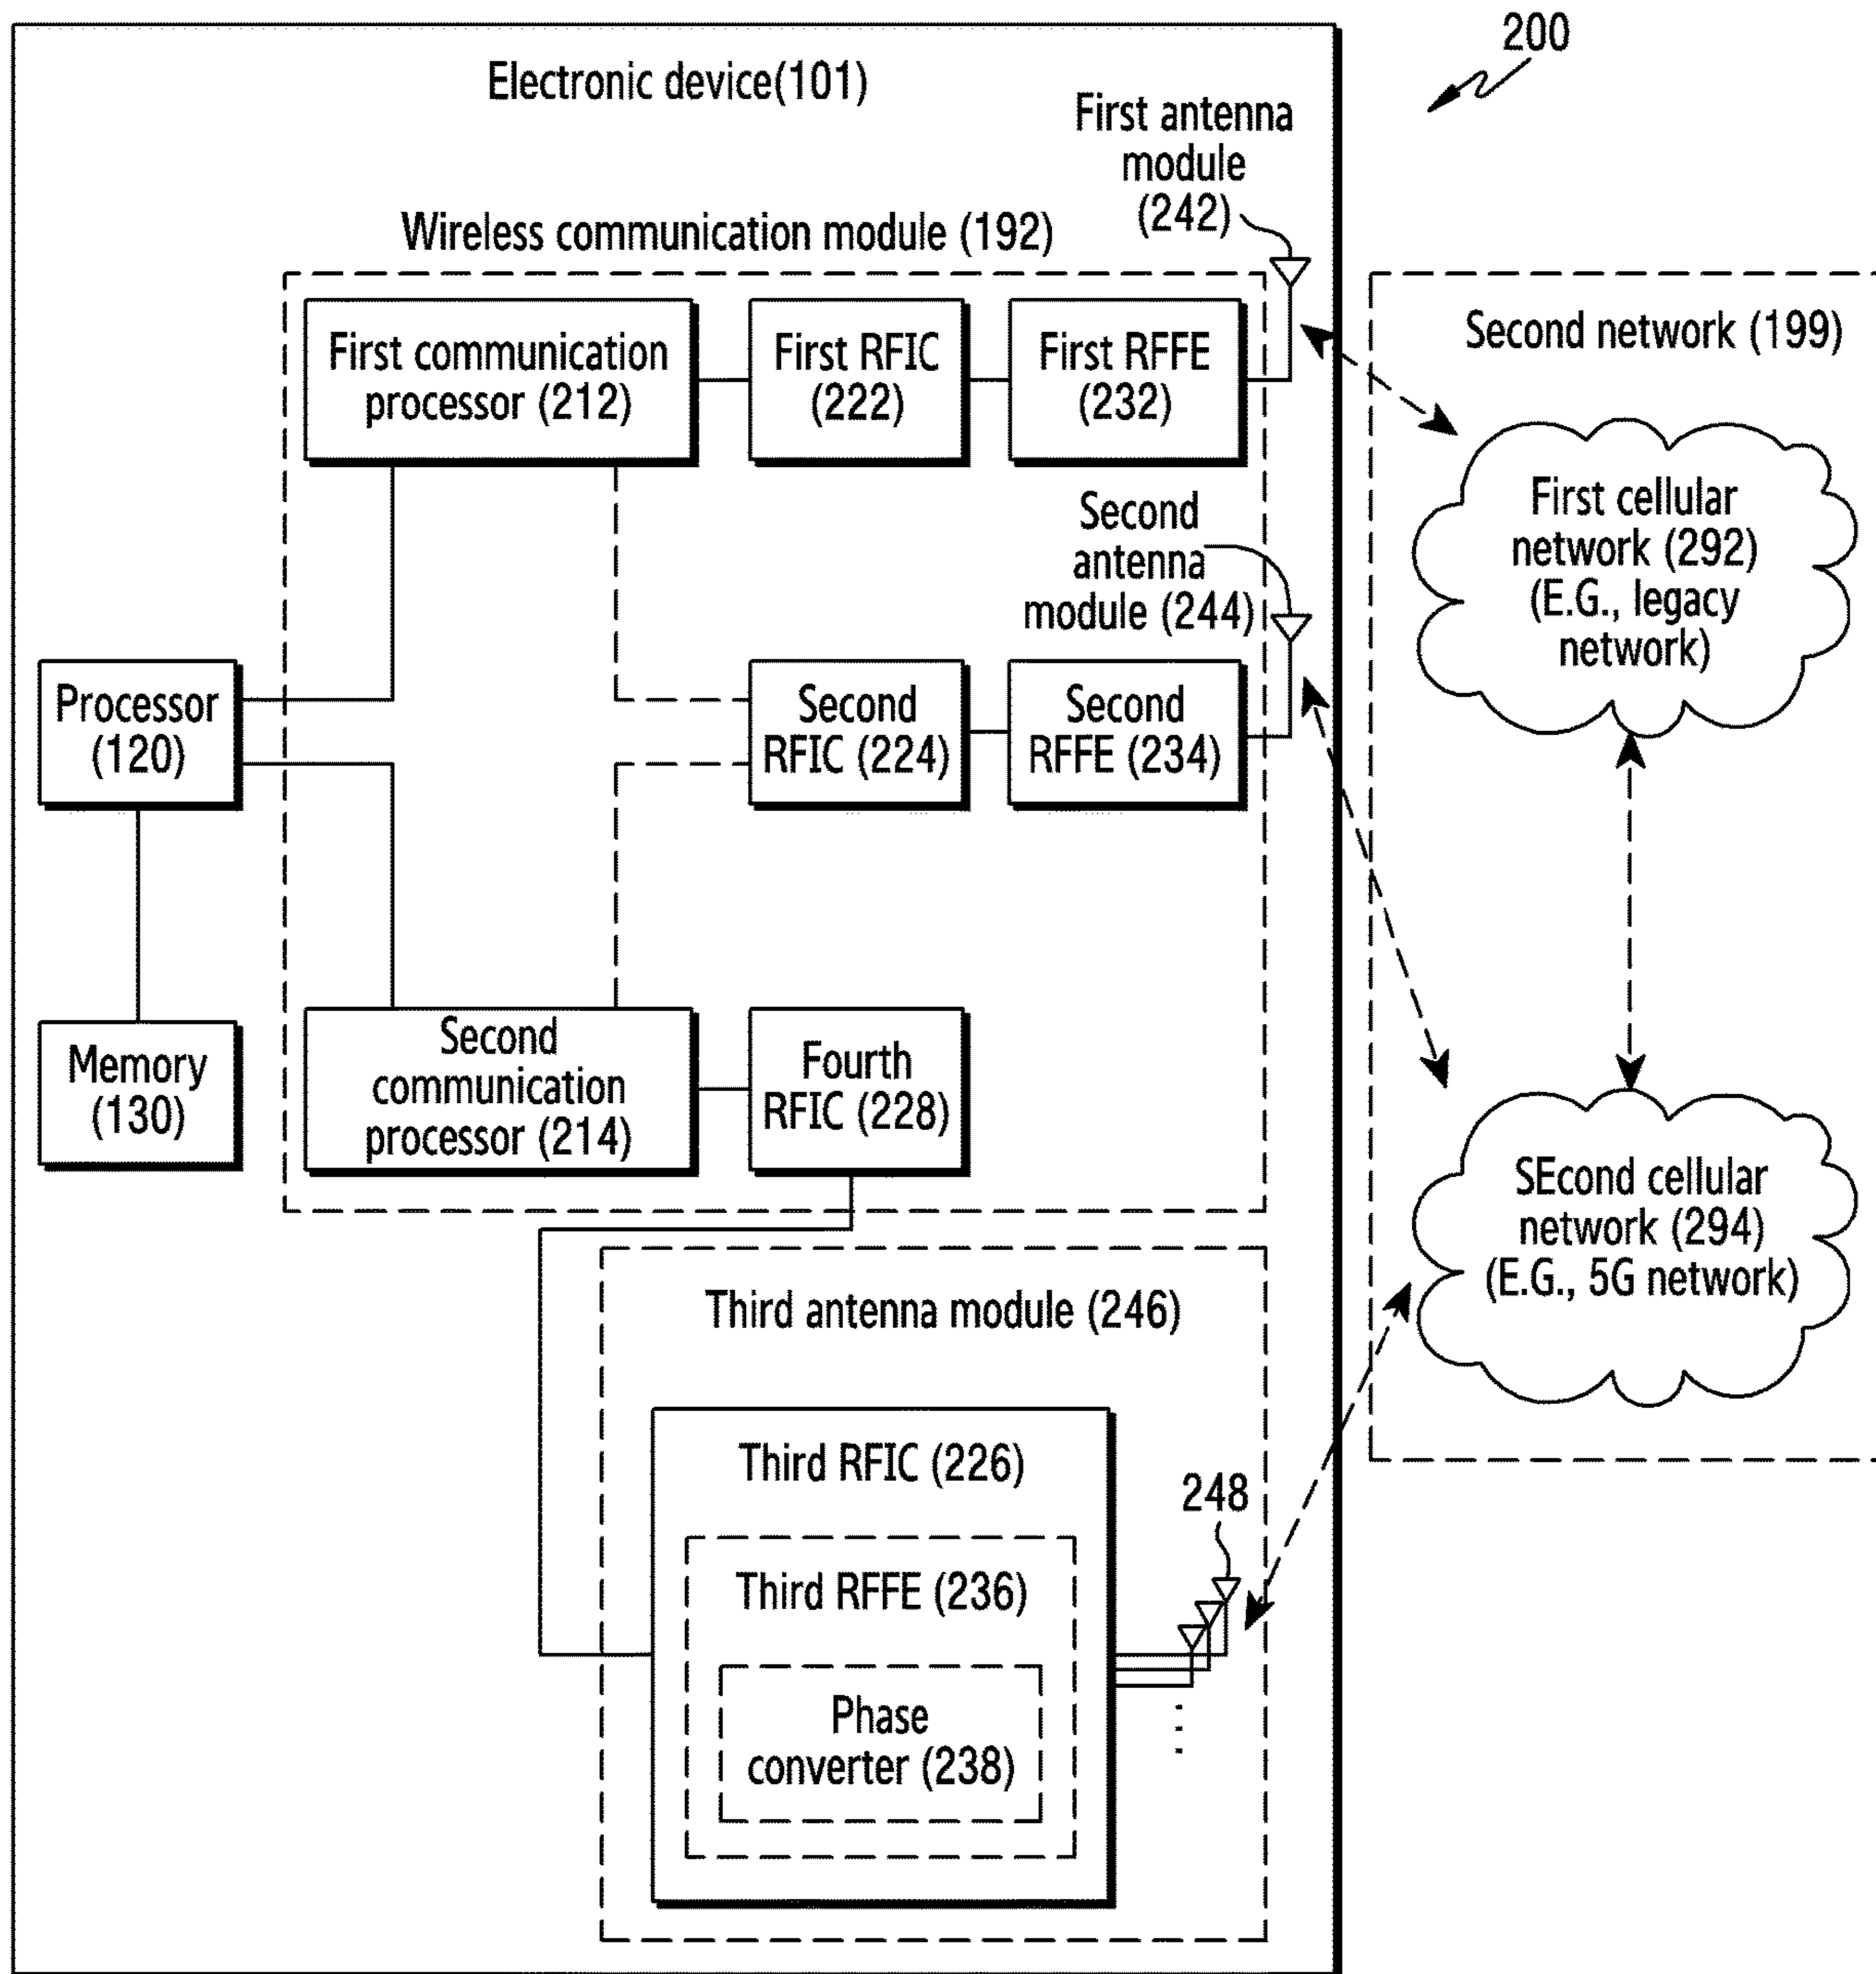 200
Electronic device(101)
First antenna
module
(242)
Wireless communication module (192)
First communication
processor (212)
First RFIC
(222)
First RFFE
(232)
Second network (199)
First cellular
network (292)
(E.G., legacy
network)
Second
antenna
module (244)
Processor
(120)
Second
RFIC (224)
Second
RFFE (234)
Memory
(130)
Second
communication
processor (214)
Fourth
RFIC (228)
SEcond cellular
network (294)
(E.G., 5G network)
Third antenna module (246)
Third RFIC (226)
248
Third RFFE (236)
Phase
converter (238)